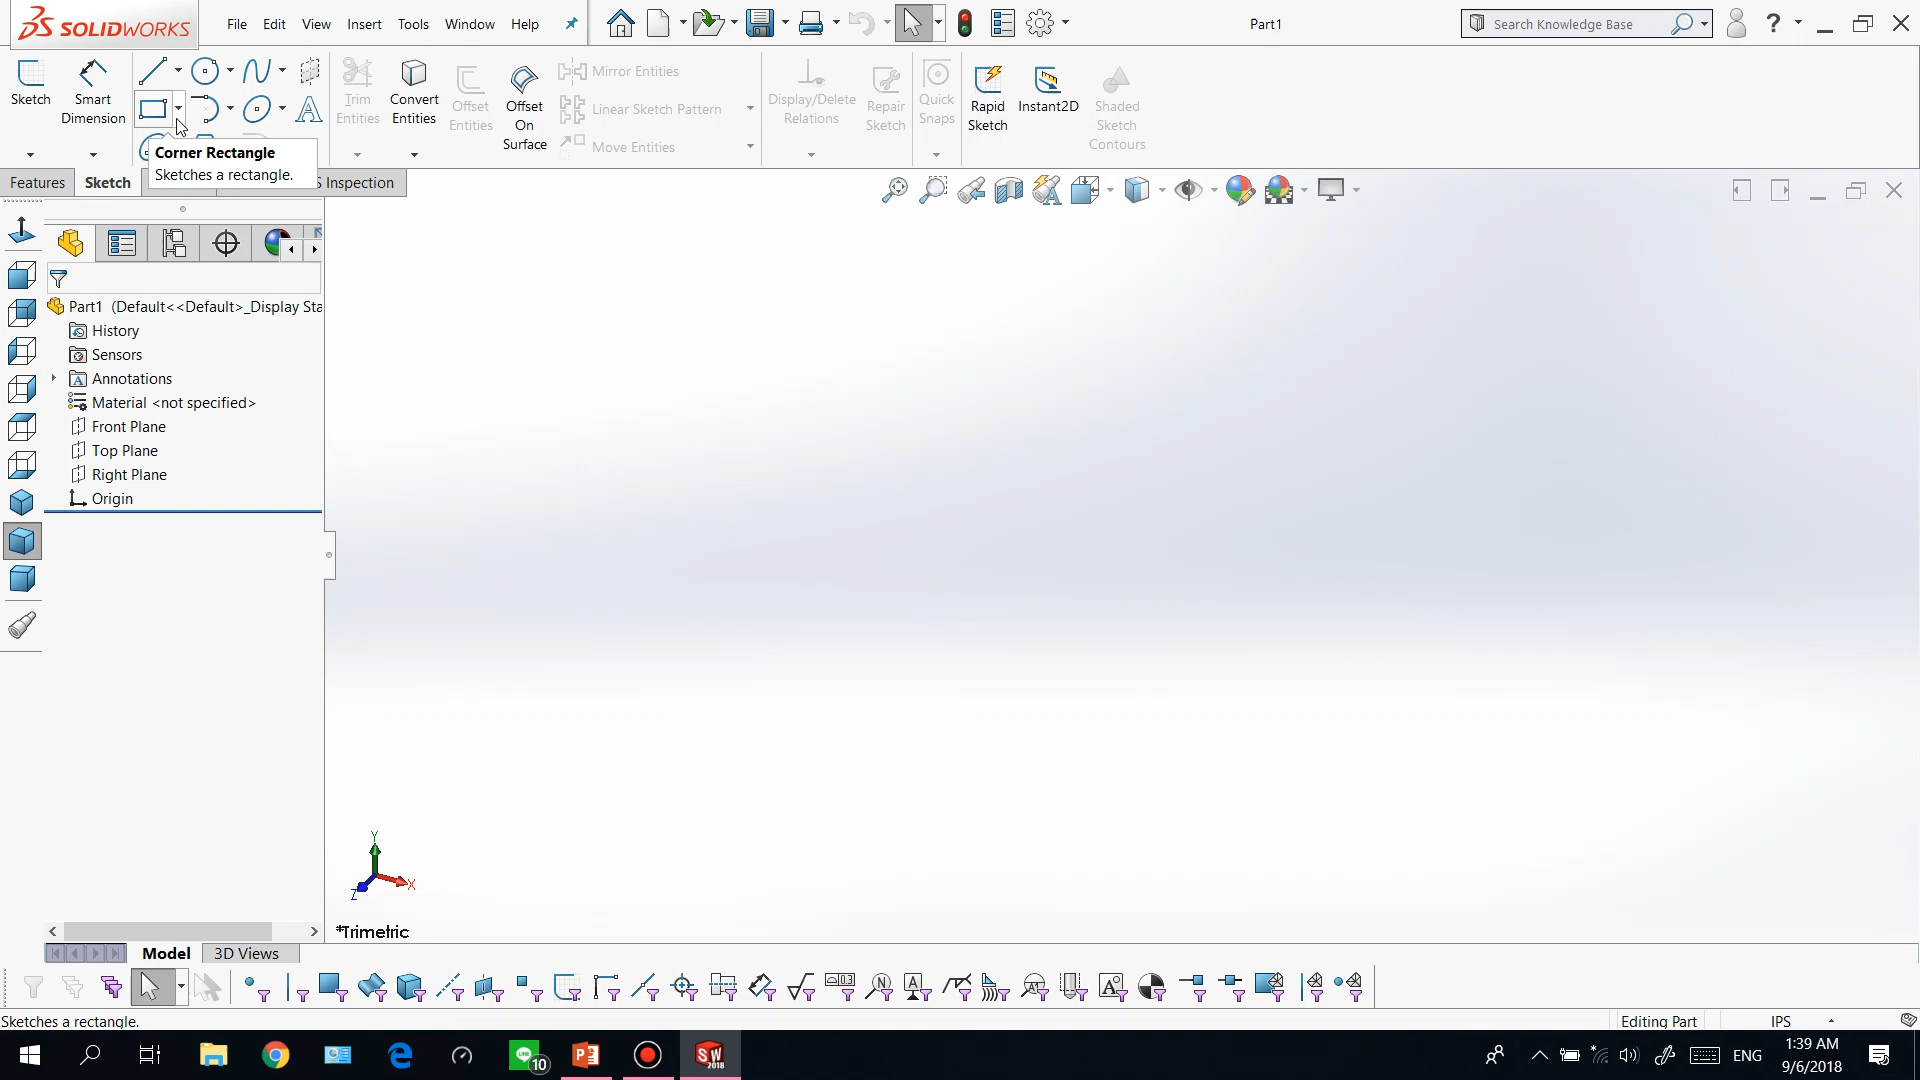 SOLIDWORKS File Edit View Insert Tools Window Help Part1 Search Knowledge Base ?
Sketch Smart Dimension Trim Entities Convert Entities Offset Entities Offset On Surface Mirror Entities Linear Sketch Pattern Move Entities Display/Delete Relations Repair Sketch Quick Snaps Rapid Sketch Instant2D Shaded Sketch Contours
Corner Rectangle
Sketches a rectangle.
Features Sketch S Inspection
Part1 (Default<<Default>_Display Sta
History
Sensors
Annotations
Material <not specified>
Front Plane
Top Plane
Right Plane
Origin
Y
X
Z
*Trimetric
Model 3D Views
Sketches a rectangle. Editing Part IPS
10 SW 2018 ENG 1:39 AM
9/6/2018